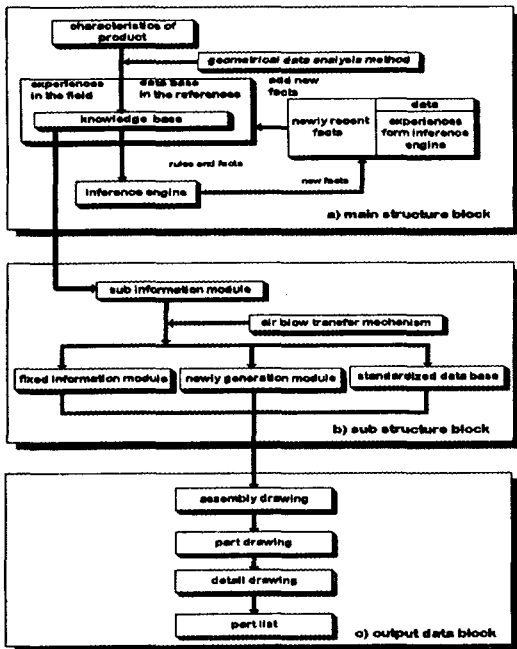 characteristics of
product
geometrical data analysis method
experiences
in the field
data base
in the references
add new
facts
knowledge base
newly recent
facts
data
experiences
form inference
engine
rules and facts
new facts
inference engine
a) main structure block
sub information module
air blow transfer mechanism
fixed information module
newly generation module
standardized data base
b) sub structure block
assembly drawing
part drawing
detail drawing
part list
c) output data block